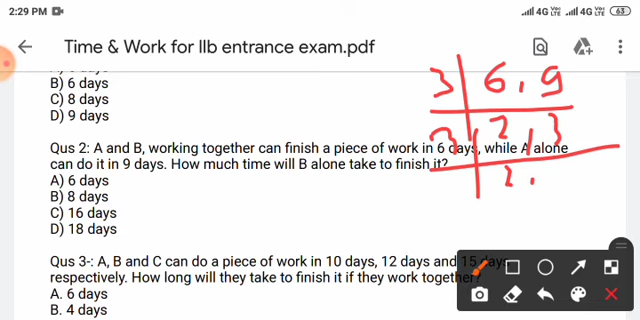 2:29 PM 4G VoLTE 4G VoLTE 63
Time & Work for llb entrance exam.pdf
B) 6 days
C) 8 days
D) 9 days
3 6, 9
Qus 2: A and B, working together can finish a piece of work in 6 days, while A alone
3 2, 3
can do it in 9 days. How much time will B alone take to finish it?
A) 6 days
2.
B) 8 days
C) 16 days
D) 18 days
Qus 3-: A, B and C can do a piece of work in 10 days, 12 days and 15 days
respectively. How long will they take to finish it if they work together?
A. 6 days
B. 4 days